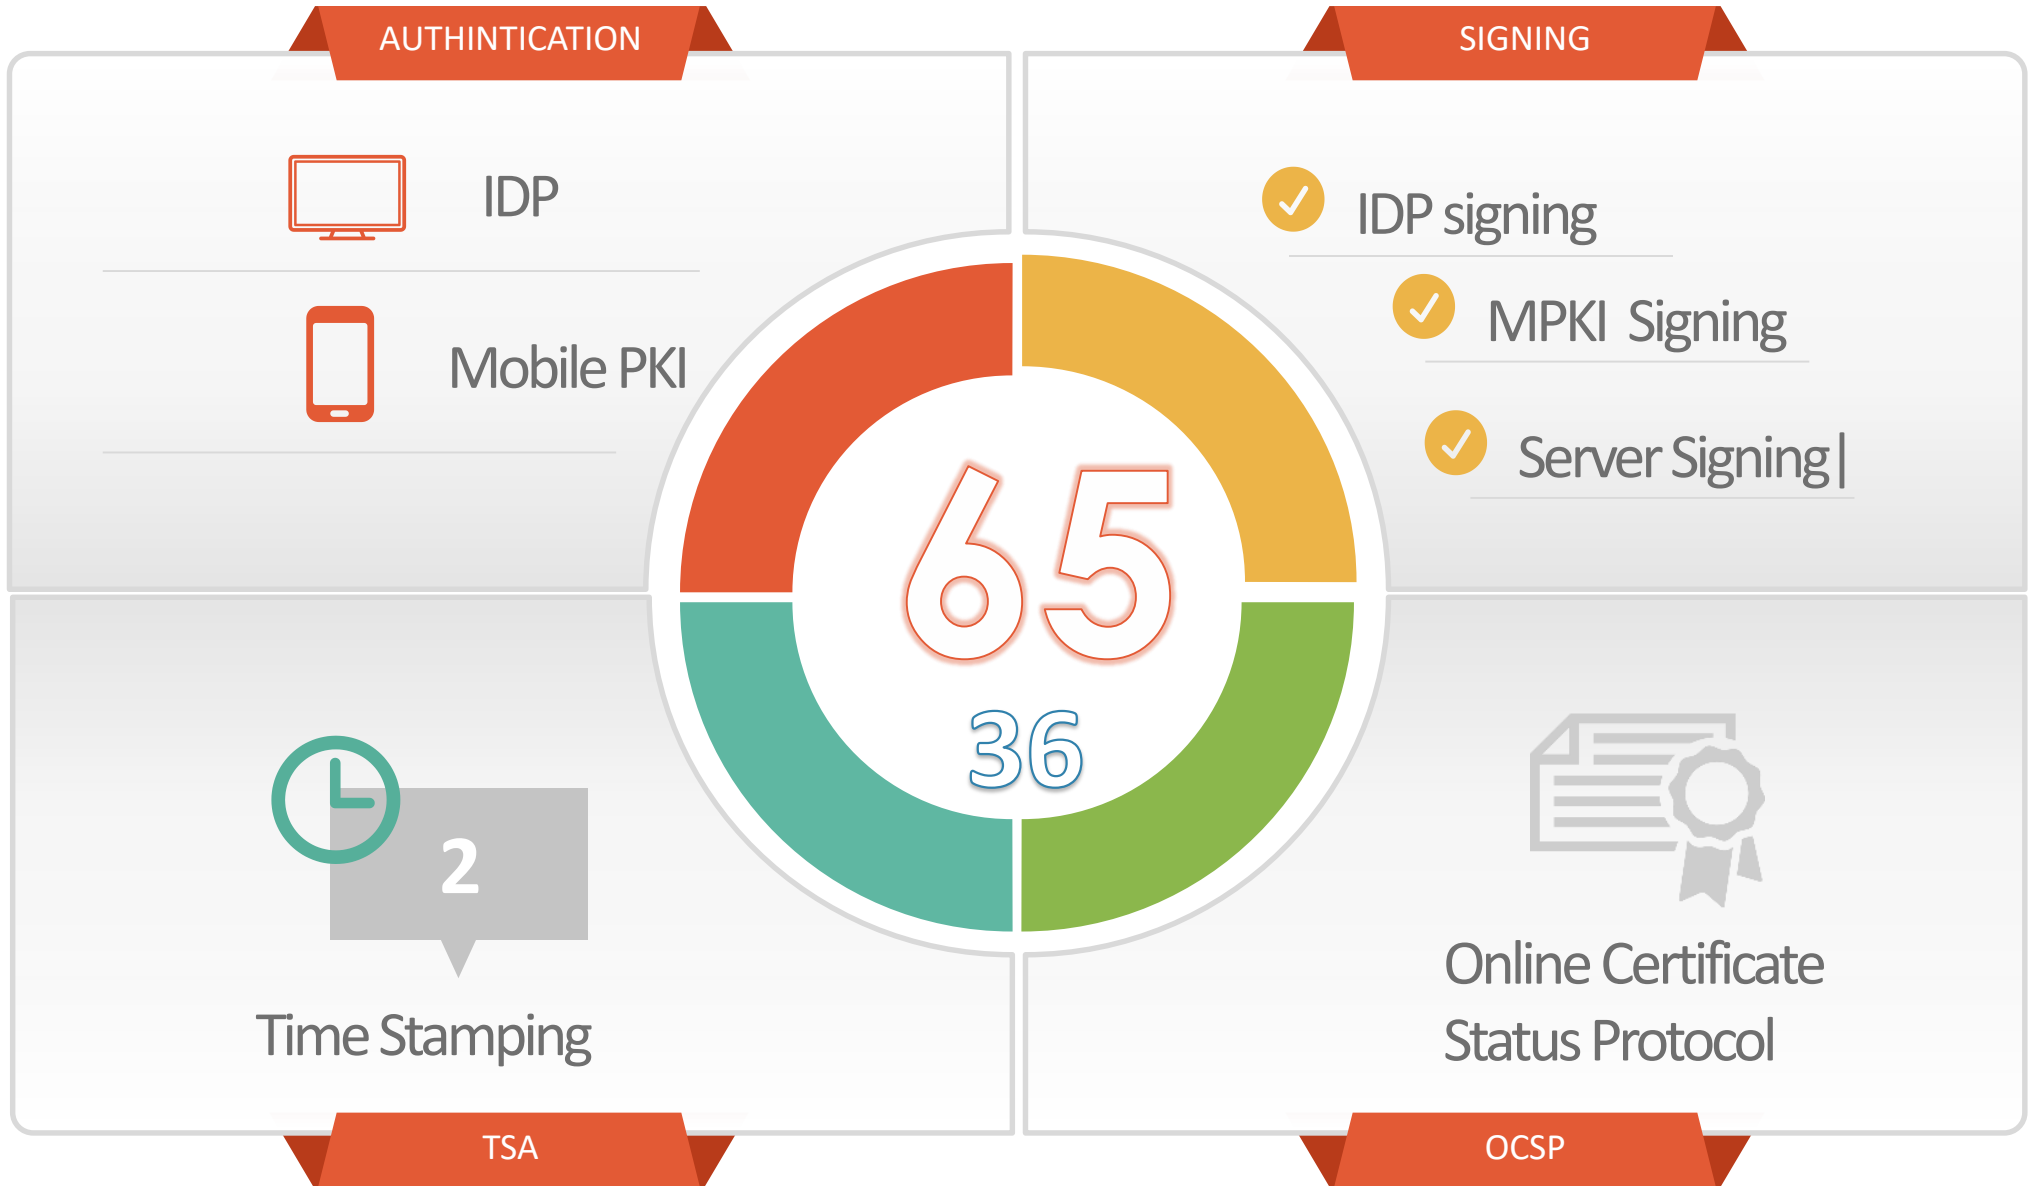 AUTHINTICATION
IDP
Mobile PKI
SIGNING
IDP signing
MPKI  Signing
Server Signing|
65
36
2
Time Stamping
TSA
Online Certificate
Status Protocol
OCSP